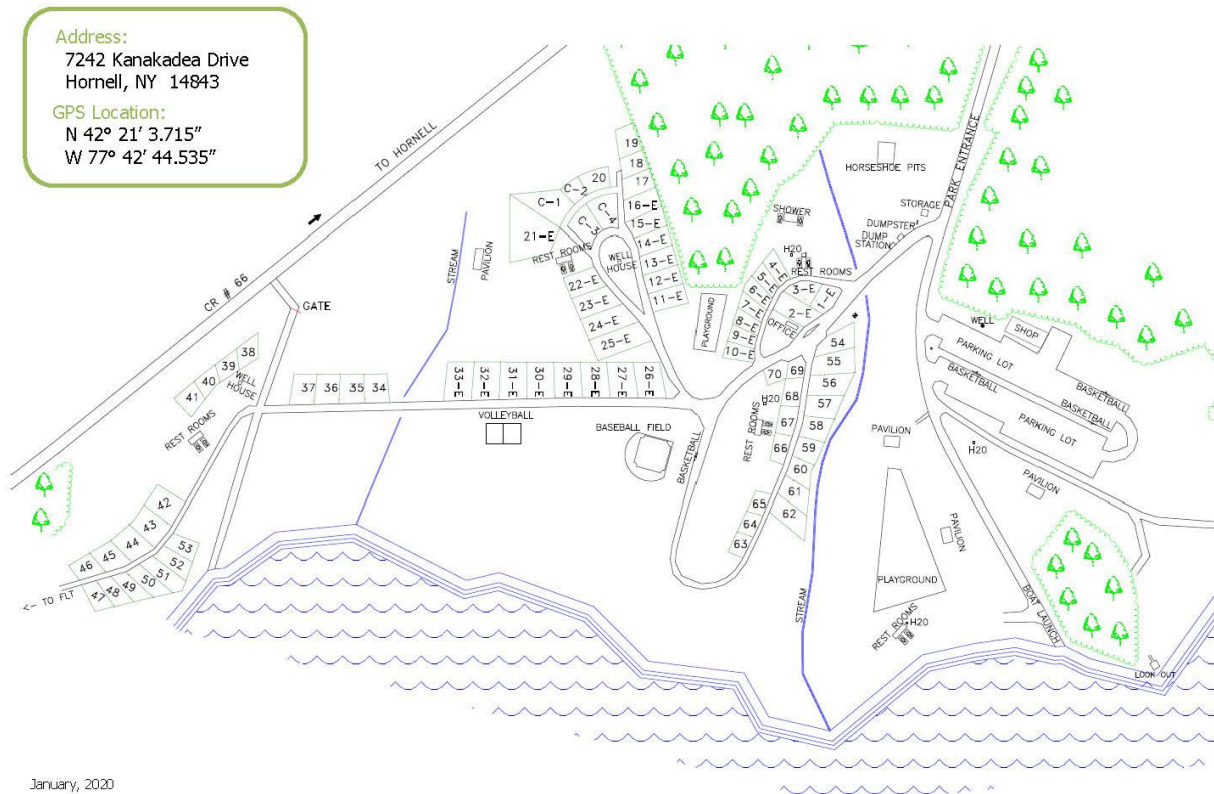 Address:
7242 Kanakadea Drive
Hornell, NY 14843
GPS Location:
N 42° 21' 3.715"
W 77° 42' 44.535"
TO HORNELL
CR # 66
GATE
STREAM
PAVILION
PARK ENTRANCE
HORSESHOE PITS
STORAGE
DUMPSTER
DUMP
STATION
SHOWER
H20
REST ROOMS
19
18
17
16-E
15-E
14-E
13-E
12-E
11-E
20
C-2
C-1
C-4
C-3
21-E
REST ROOMS
WELL
HOUSE
22-E
23-E
24-E
25-E
PLAYGROUND
4-E
5-E
6-E
7-E
8-E
9-E
10-E
3-E
1-E
2-E
OFFICE
54
55
56
57
58
59
60
61
62
70
69
68
67
66
65
64
63
H20
REST ROOMS
WELL
SHOP
PARKING LOT
BASKETBALL
BASKETBALL
BASKETBALL
PARKING LOT
H20
PAVILION
PAVILION
PAVILION
38
39
40
41
WELL
HOUSE
REST ROOMS
37
36
35
34
33-E
32-E
31-E
30-E
29-E
28-E
27-E
26-E
VOLLEYBALL
BASEBALL FIELD
BASKETBALL
42
43
44
45
46
53
52
51
50
49
48
47
<- TO FLT
STREAM
PLAYGROUND
REST ROOMS
H20
BOAT LAUNCH
LOOK OUT
January, 2020